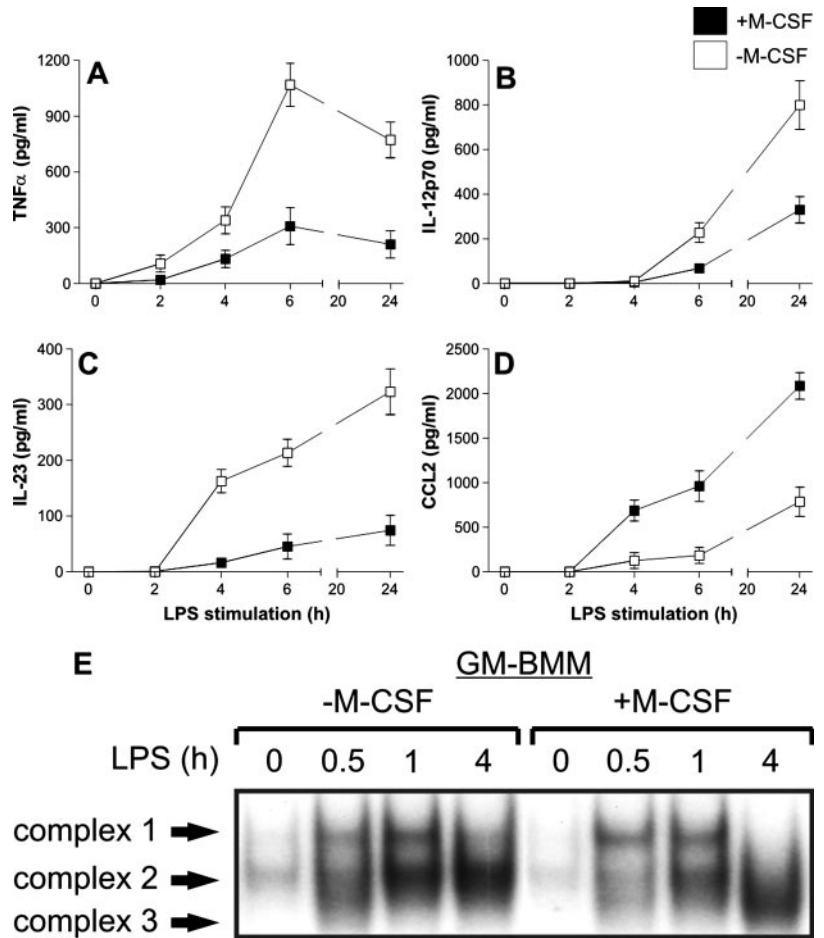 +M-CSF
-M-CSF
A
TNFα (pg/ml)
1200
900
600
300
0
0 2 4 6 20 24
B
IL-12p70 (pg/ml)
1000
800
600
400
200
0
0 2 4 6 20 24
C
IL-23 (pg/ml)
400
300
200
100
0
0 2 4 6 20 24
LPS stimulation (h)
D
CCL2 (pg/ml)
2500
2000
1500
1000
500
0
0 2 4 6 20 24
LPS stimulation (h)
E
GM-BMM
-M-CSF +M-CSF
LPS (h) 0 0.5 1 4 0 0.5 1 4
complex 1
complex 2
complex 3